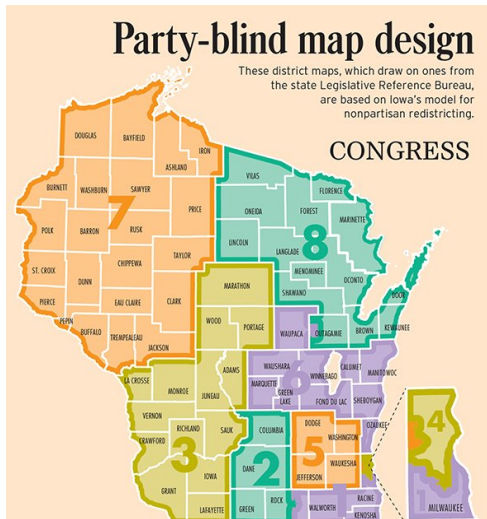 Party-blind map design
These district maps, which draw on ones from
the state Legislative Reference Bureau,
are based on Iowa's model for
nonpartisan redistricting.
CONGRESS
DOUGLAS
BAYFIELD
IRON
ASHLAND
VILAS
FLORENCE
BURNETT
WASHBURN
SAWYER
7
PRICE
ONEIDA
FOREST
MARINETTE
POLK
BARRON
RUSK
8
LINCOLN
LANGLADE
TAYLOR
CHIPPEWA
ST. CROIX
DUNN
MENOMINEE
OCONTO
MARATHON
SHAWANO
DOOR
PIERCE
EAU CLAIRE
CLARK
PEPIN
BUFFALO
TREMPEALEAU
JACKSON
WOOD
PORTAGE
WAUPACA
OUTAGAMIE
BROWN
KEWAUNEE
LA CROSSE
MONROE
JUNEAU
ADAMS
WAUSHARA
WINNEBAGO
CALUMET
MANITOWOC
MARQUETTE
GREEN
LAKE
6
FOND DU LAC
SHEBOYGAN
VERNON
RICHLAND
SAUK
COLUMBIA
DODGE
WASHINGTON
OZAUKEE
CRAWFORD
3
2
5
4
DANE
JEFFERSON
WAUKESHA
GRANT
IOWA
LAFAYETTE
GREEN
ROCK
WALWORTH
RACINE
KENOSHA
1
MILWAUKEE